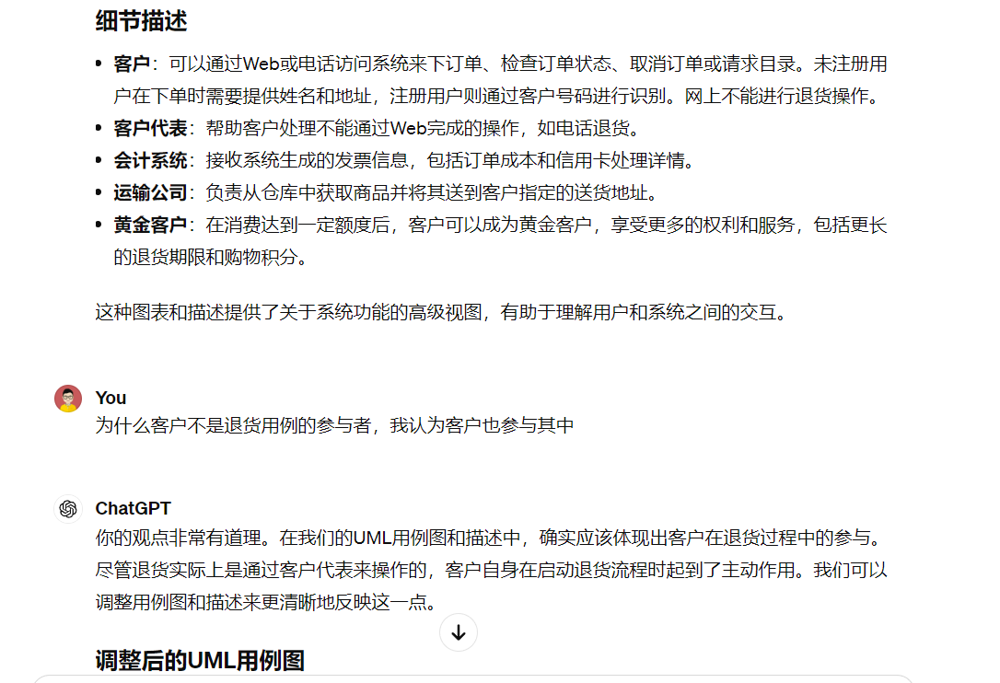 细节描述
• 客户：可以通过Web或电话访问系统来下订单、检查订单状态、取消订单或请求目录。未注册用
户在下单时需要提供姓名和地址，注册用户则通过客户号码进行识别。网上不能进行退货操作。
• 客户代表：帮助客户处理不能通过Web完成的操作，如电话退货。
• 会计系统：接收系统生成的发票信息，包括订单成本和信用卡处理详情。
• 运输公司：负责从仓库中获取商品并将其送到客户指定的送货地址。
• 黄金客户：在消费达到一定额度后，客户可以成为黄金客户，享受更多的权利和服务，包括更长
的退货期限和购物积分。
这种图表和描述提供了关于系统功能的高级视图，有助于理解用户和系统之间的交互。
You
为什么客户不是退货用例的参与者，我认为客户也参与其中
ChatGPT
你的观点非常有道理。在我们的UML用例图和描述中，确实应该体现出客户在退货过程中的参与。
尽管退货实际上是通过客户代表来操作的，客户自身在启动退货流程时起到了主动作用。我们可以
调整用例图和描述来更清晰地反映这一点。
调整后的UML用例图